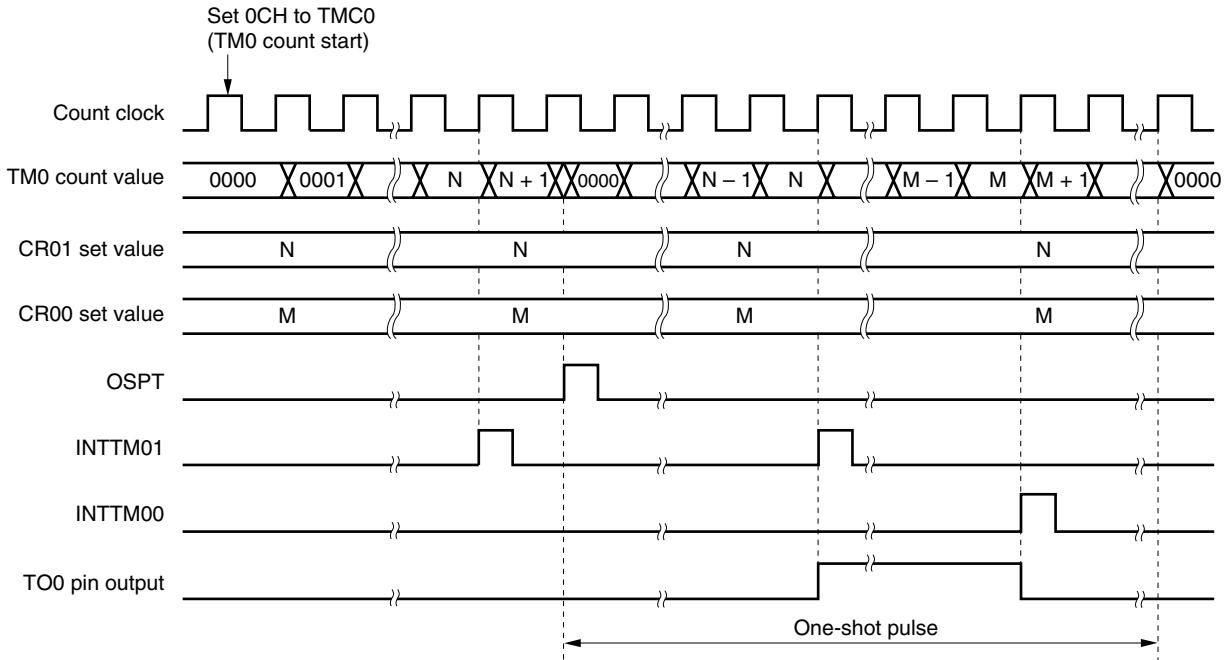 Set 0CH to TMC0
(TM0 count start)
Count clock
TM0 count value 0000 0001 N N + 1 0000 N – 1 N M – 1 M M + 1 0000
CR01 set value N N N N
CR00 set value M M M M
OSPT
INTTM01
INTTM00
TO0 pin output
One-shot pulse